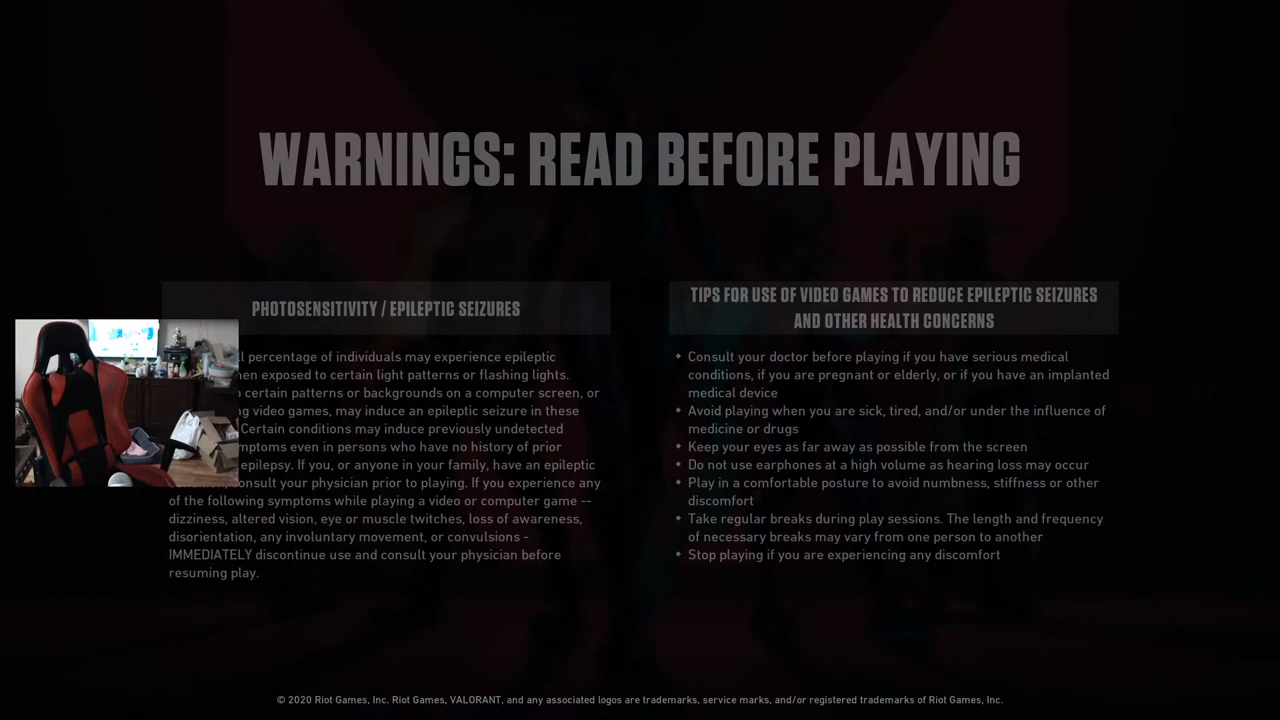 WARNINGS: READ BEFORE PLAYING
PHOTOSENSITIVITY / EPILEPTIC SEIZURES
percentage of individuals may experience epileptic
exposed to certain light patterns or flashing lights.
certain patterns or backgrounds on a computer screen, or
video games, may induce an epileptic seizure in these
Certain conditions may induce previously undetected
even in persons who have no history of prior
epilepsy. If you, or anyone in your family, have an epileptic
consult your physician prior to playing. If you experience any
of the following symptoms while playing a video or computer game --
dizziness, altered vision, eye or muscle twitches, loss of awareness,
disorientation, any involuntary movement, or convulsions -
IMMEDIATELY discontinue use and consult your physician before
resuming play.
TIPS FOR USE OF VIDEO GAMES TO REDUCE EPILEPTIC SEIZURES
AND OTHER HEALTH CONCERNS
Consult your doctor before playing if you have serious medical
conditions, if you are pregnant or elderly, or if you have an implanted
medical device
Avoid playing when you are sick, tired, and/or under the influence of
medicine or drugs
Keep your eyes as far away as possible from the screen
Do not use earphones at a high volume as hearing loss may occur
Play in a comfortable posture to avoid numbness, stiffness or other
discomfort
Take regular breaks during play sessions. The length and frequency
of necessary breaks may vary from one person to another
Stop playing if you are experiencing any discomfort
© 2020 Riot Games, Inc. Riot Games, VALORANT, and any associated logos are trademarks, service marks, and/or registered trademarks of Riot Games, Inc.